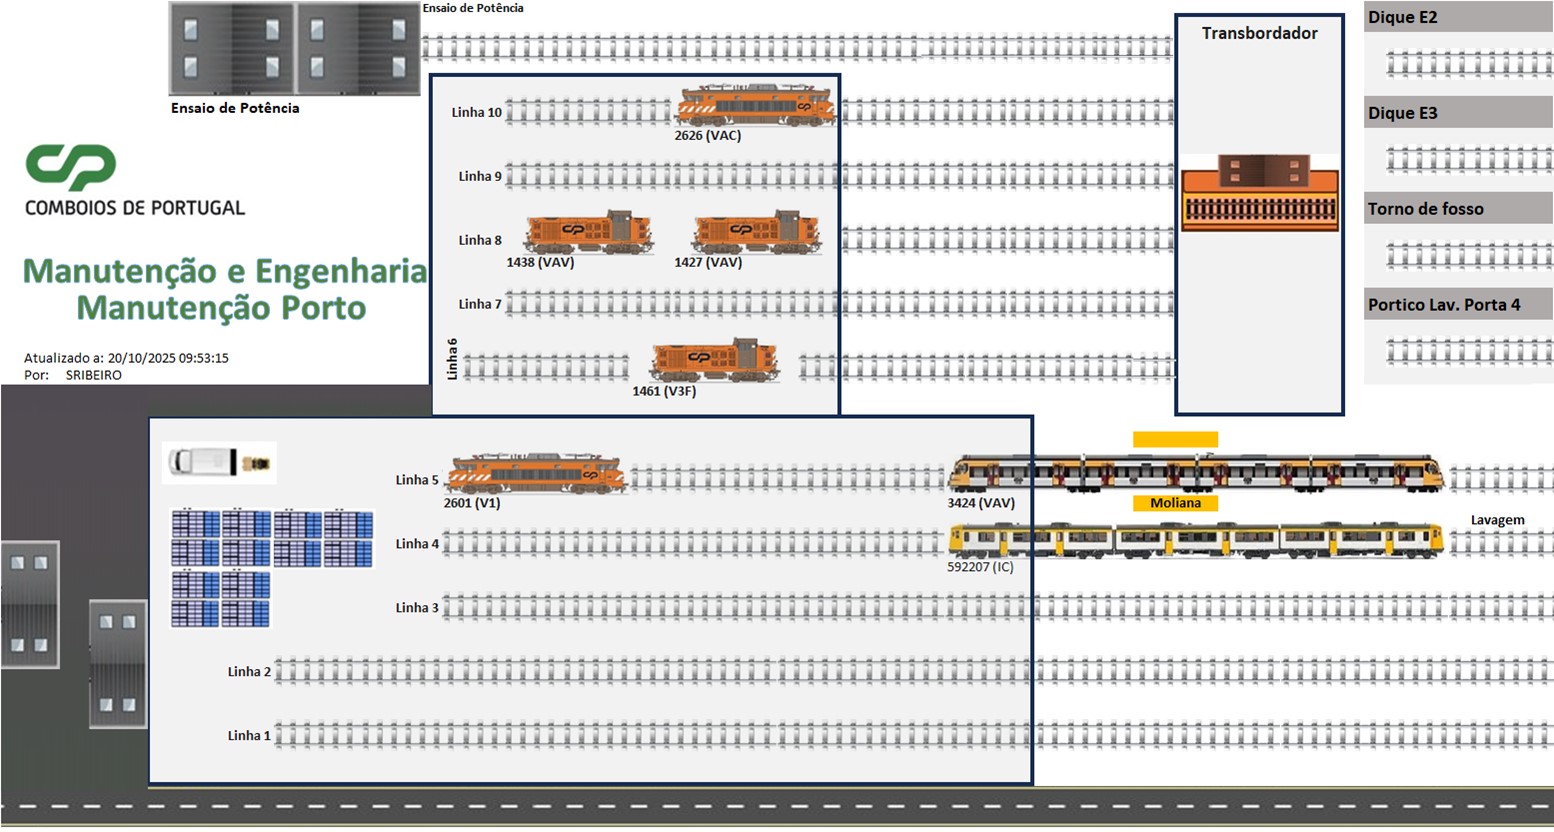 Ensaio de Potência
Ensaio de Potência
Transbordador
Dique E2
Dique E3
Torno de fosso
Portico Lav. Porta 4
CP
COMBOIOS DE PORTUGAL
Manutenção e Engenharia
Manutenção Porto
Atualizado a: 20/10/2025 09:53:15
Por: SRIBEIRO
Linha 10
2626 (VAC)
Linha 9
Linha 8
1438 (VAV) 1427 (VAV)
Linha 7
Linha 6
1461 (V3F)
Linha 5
2601 (V1) 3424 (VAV) Moliana
Lavagem
Linha 4
592207 (IC)
Linha 3
Linha 2
Linha 1